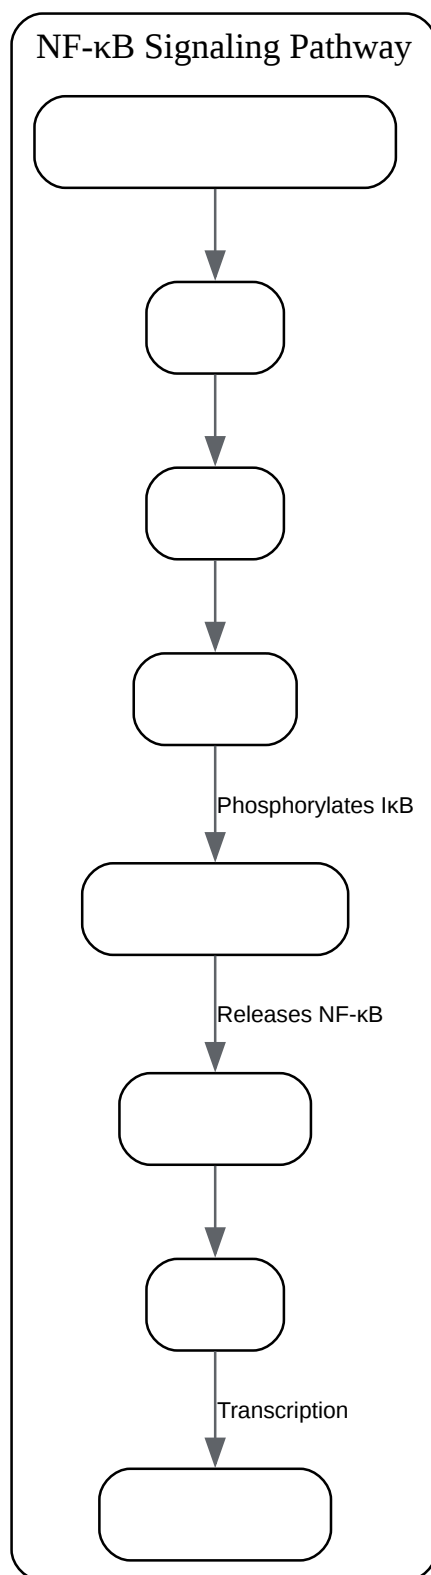 NF-κB Signaling Pathway
Phosphorylates IκB
Releases NF-κB
Transcription